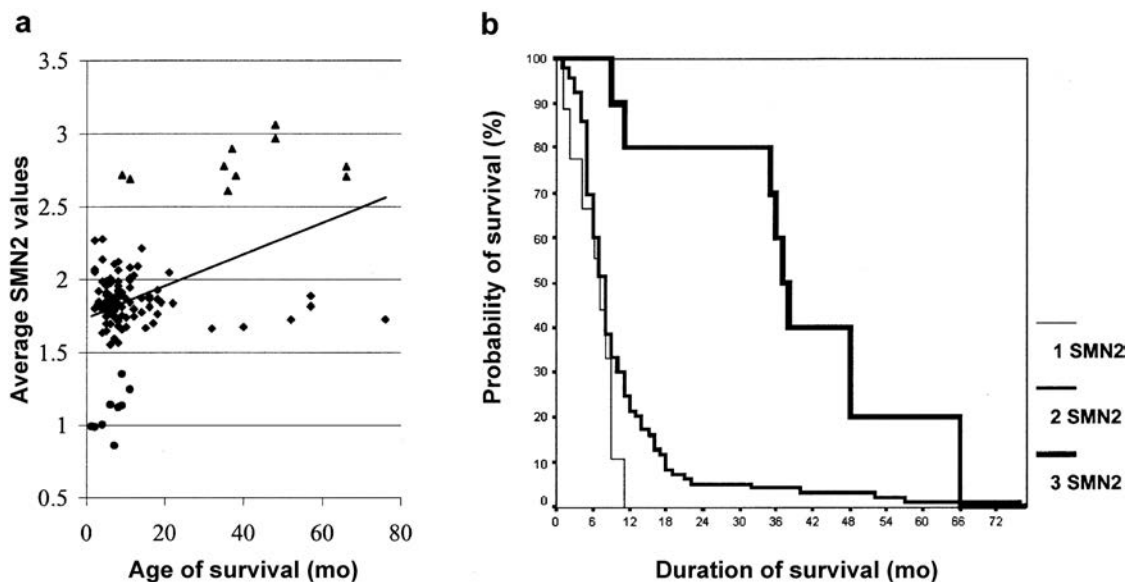 a
Average SMN2 values
3.5
3
2.5
2
1.5
1
0.5
0 20 40 60 80
Age of survival (mo)
b
Probability of survival (%)
100
90
80
70
60
50
40
30
20
10
0
0 6 12 18 24 30 36 42 48 54 60 66 72
Duration of survival (mo)
1 SMN2
2 SMN2
3 SMN2